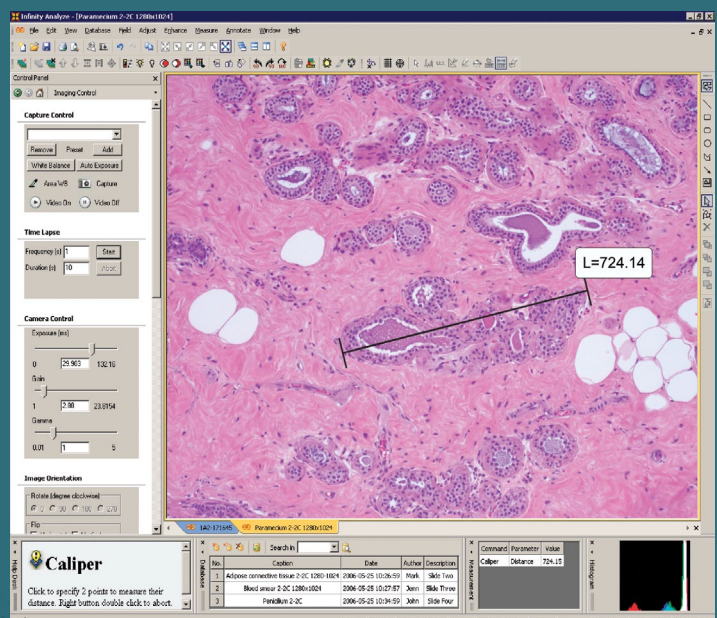 Infinity Analyze - [Paramecium 2-2C 1280x1024]
File Edit View Database Field Adjust Enhance Measure Annotate Window Help
Control Panel
Imaging Control
Capture Control
Remove Preset Add
White Balance Auto Exposure
Area WB Capture
Video On Video Off
Time Lapse
Frequency (s) 1 Start
Duration (s) 10 Abort
Camera Control
Exposure (ms)
0 29.903 132.16
Gain
1 2.88 23.8154
Gamma
0.01 1 5
Image Orientation
Rotate (degree clockwise)
0 90 180 270
Flip
L=724.14
1A2-171645 Paramecium 2-2C 1280x1024
Help Desk
Caliper
Click to specify 2 points to measure their
distance. Right button double click to abort.
Database
Search in
No. Caption Date Author Description
1 Adipose connective tissue 2-2C 1280-1024 2006-05-25 10:26:59 Mark Slide Two
2 Blood smear 2-2C 1280x1024 2006-05-25 10:27:57 Jenn Slide Three
3 Penicilium 2-2C 2006-05-25 10:34:59 John Slide Four
Measurement
Command Parameter Value
Caliper Distance 724.15
Histogram